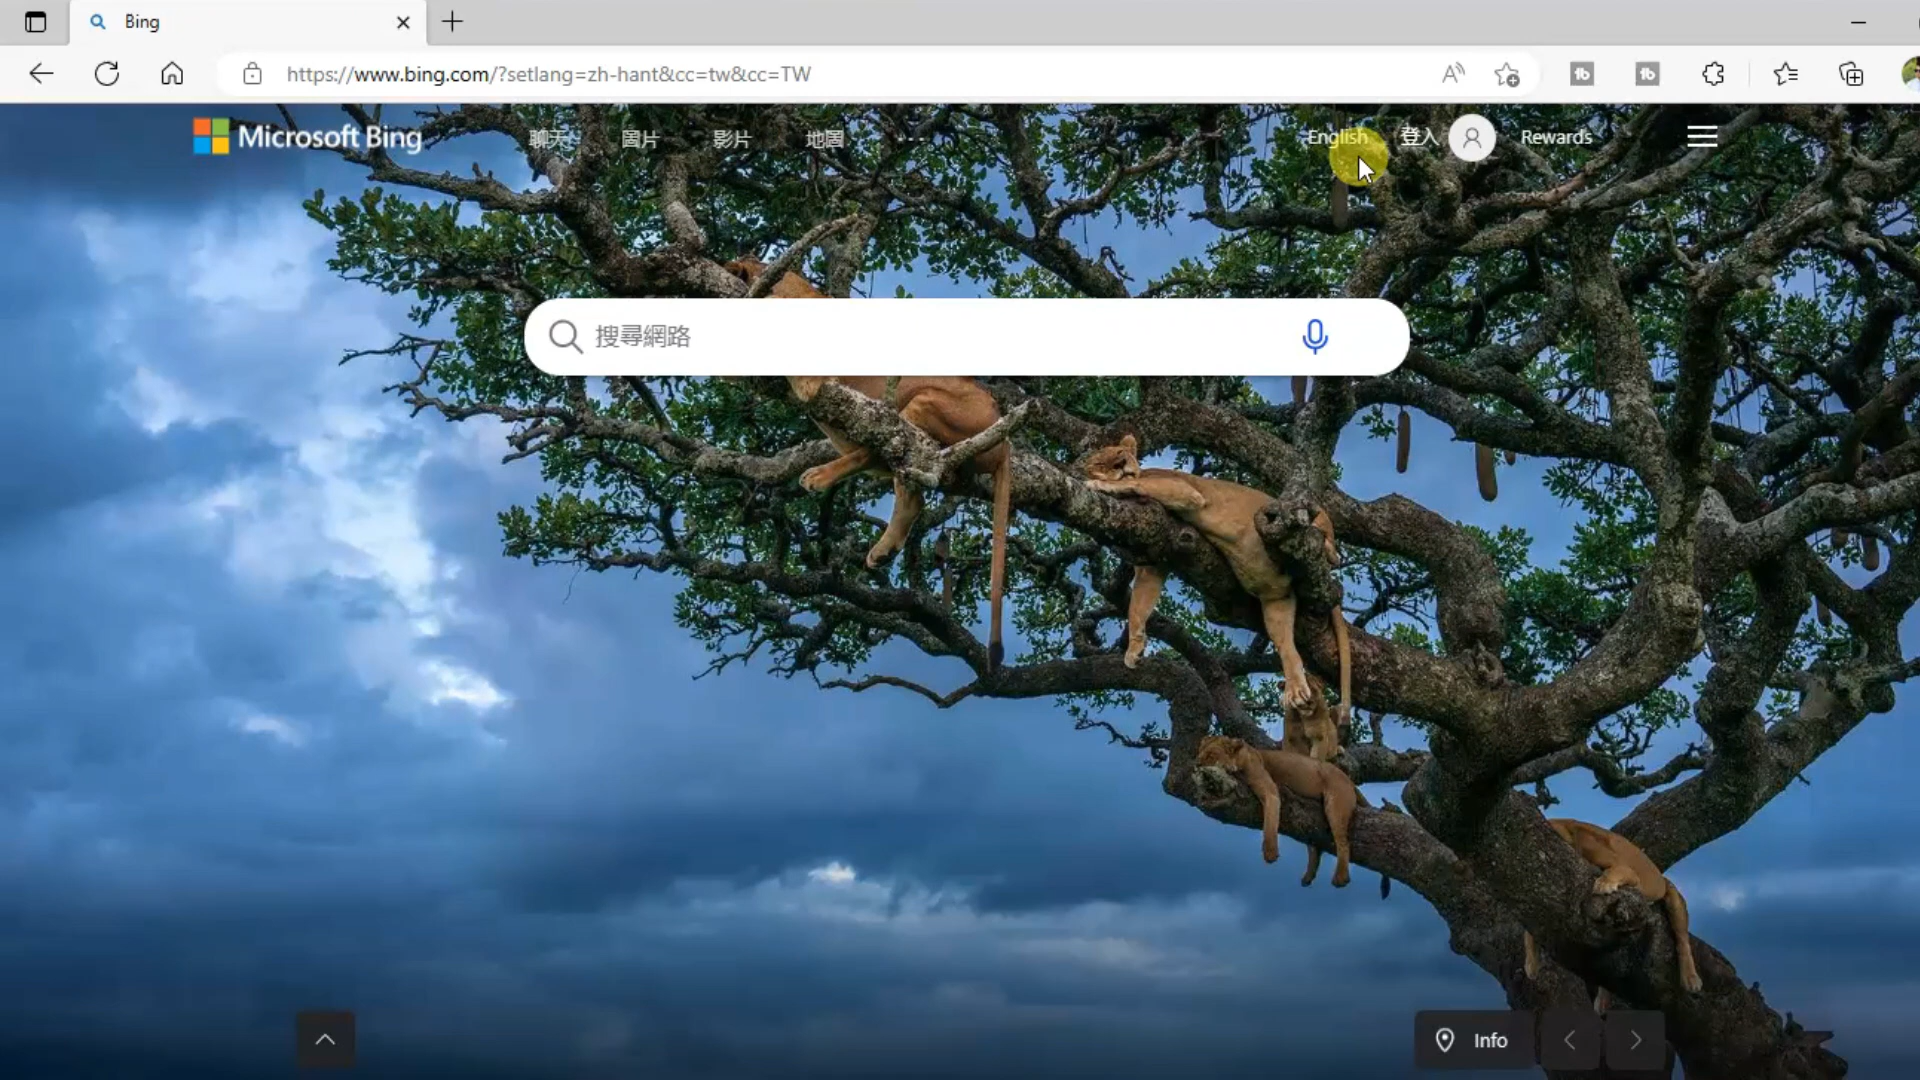 Bing
https://www.bing.com/?setlang=zh-hant&cc=tw&cc=TW
Microsoft Bing
聊天
圖片
影片
地圖
English
登入
Rewards
搜尋網路
Info